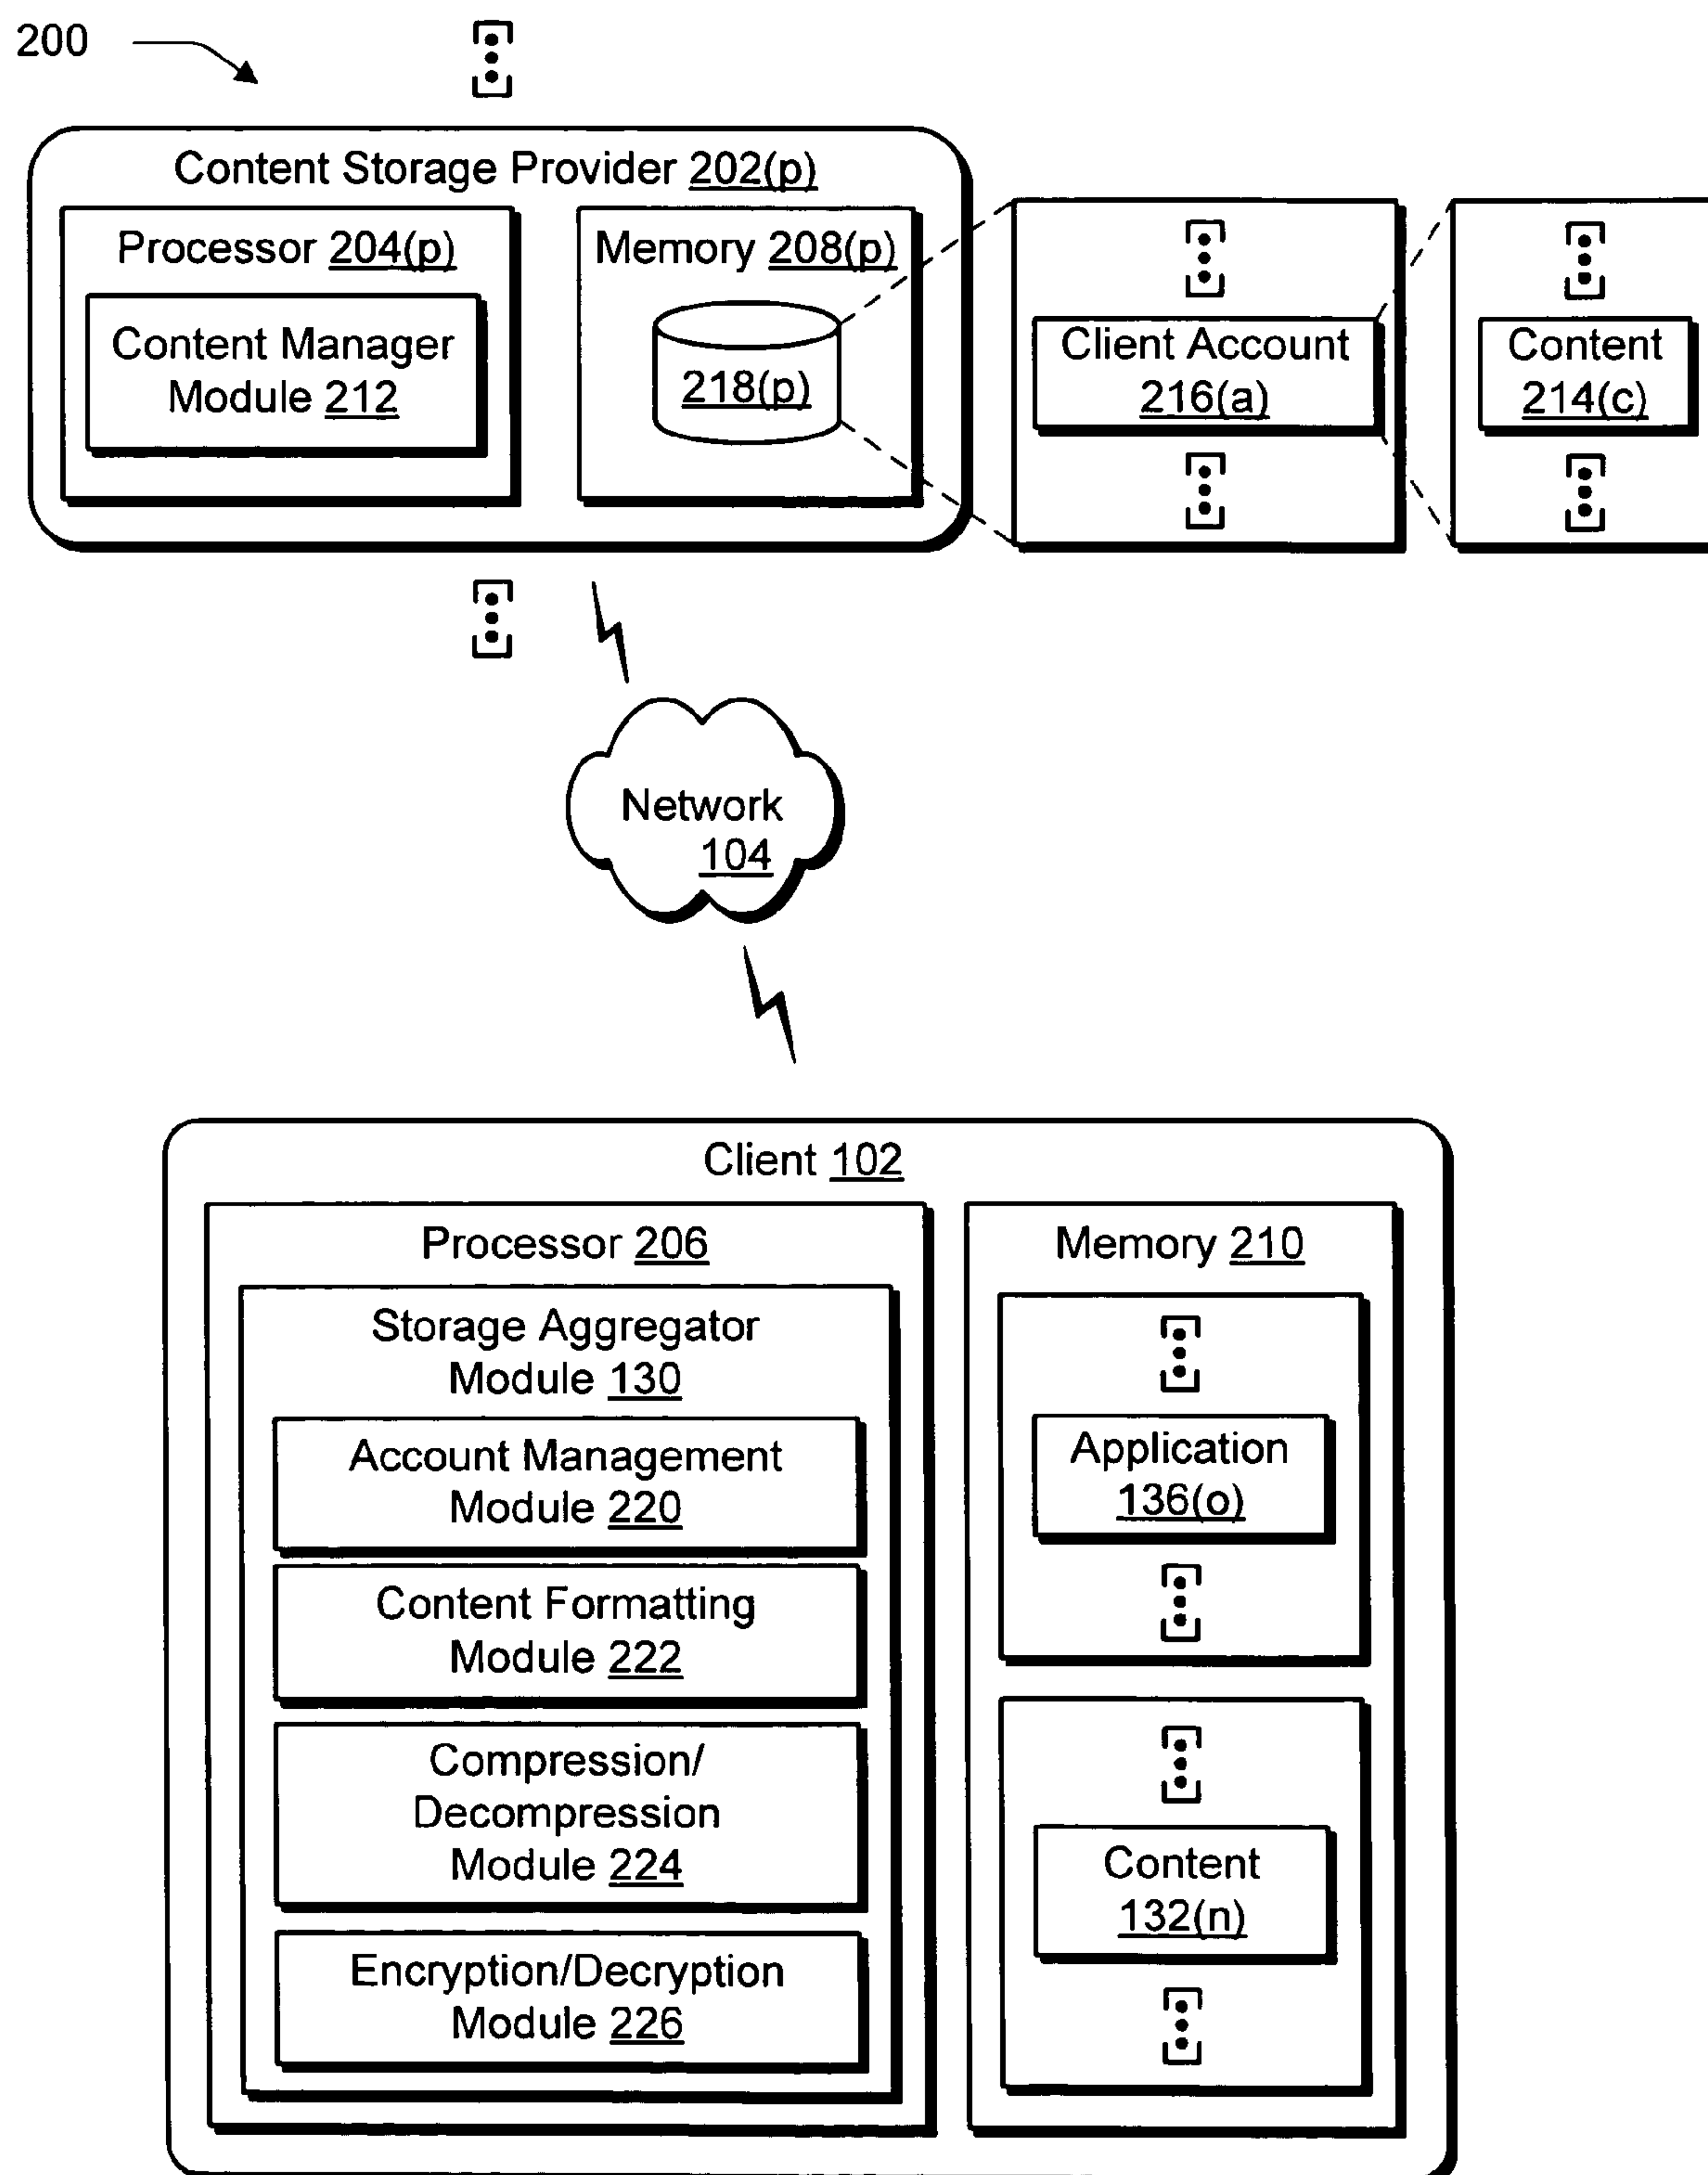 200
Content Storage Provider 202(p)
Processor 204(p)
Content Manager
Module 212
Memory 208(p)
218(p)
Client Account
216(a)
Content
214(c)
Network
104
Client 102
Processor 206
Storage Aggregator
Module 130
Account Management
Module 220
Content Formatting
Module 222
Compression/
Decompression
Module 224
Encryption/Decryption
Module 226
Memory 210
Application
136(o)
Content
132(n)